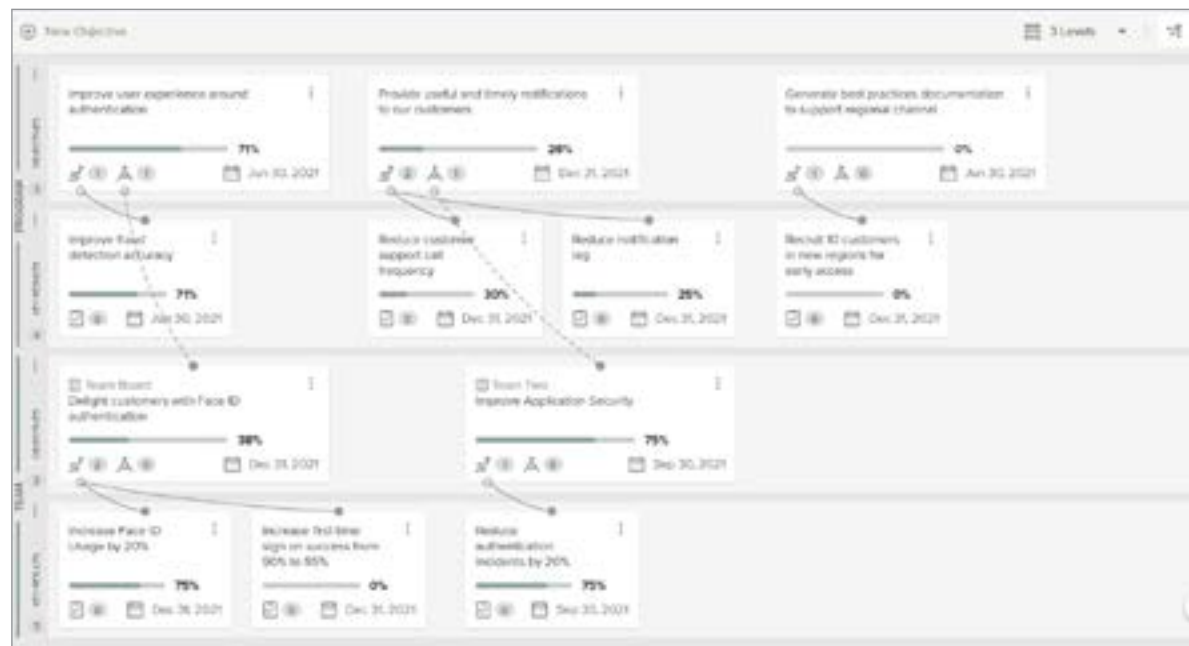 New Objective
3 Levels
PROGRAM
Improve user experience around
authentication
71%
Jun 30, 2021
Provide useful and timely notifications
to our customers
28%
Dec 31, 2021
Generate best practices documentation
to support regional channel
0%
Jun 30, 2021
Improve fraud
detection accuracy
71%
Jun 30, 2021
Reduce customer
support call
frequency
30%
Dec 31, 2021
Reduce notification
lag
25%
Dec 31, 2021
Recruit 10 customers
in new regions for
early access
0%
Dec 31, 2021
TEAM
Team Board
Delight customers with Face ID
authentication
38%
Dec 31, 2021
Team Two
Improve Application Security
75%
Sep 30, 2021
Increase Face ID
Usage by 20%
75%
Dec 31, 2021
Increase first time
sign on success from
90% to 95%
0%
Dec 31, 2021
Reduce
authentication
incidents by 20%
75%
Sep 30, 2021